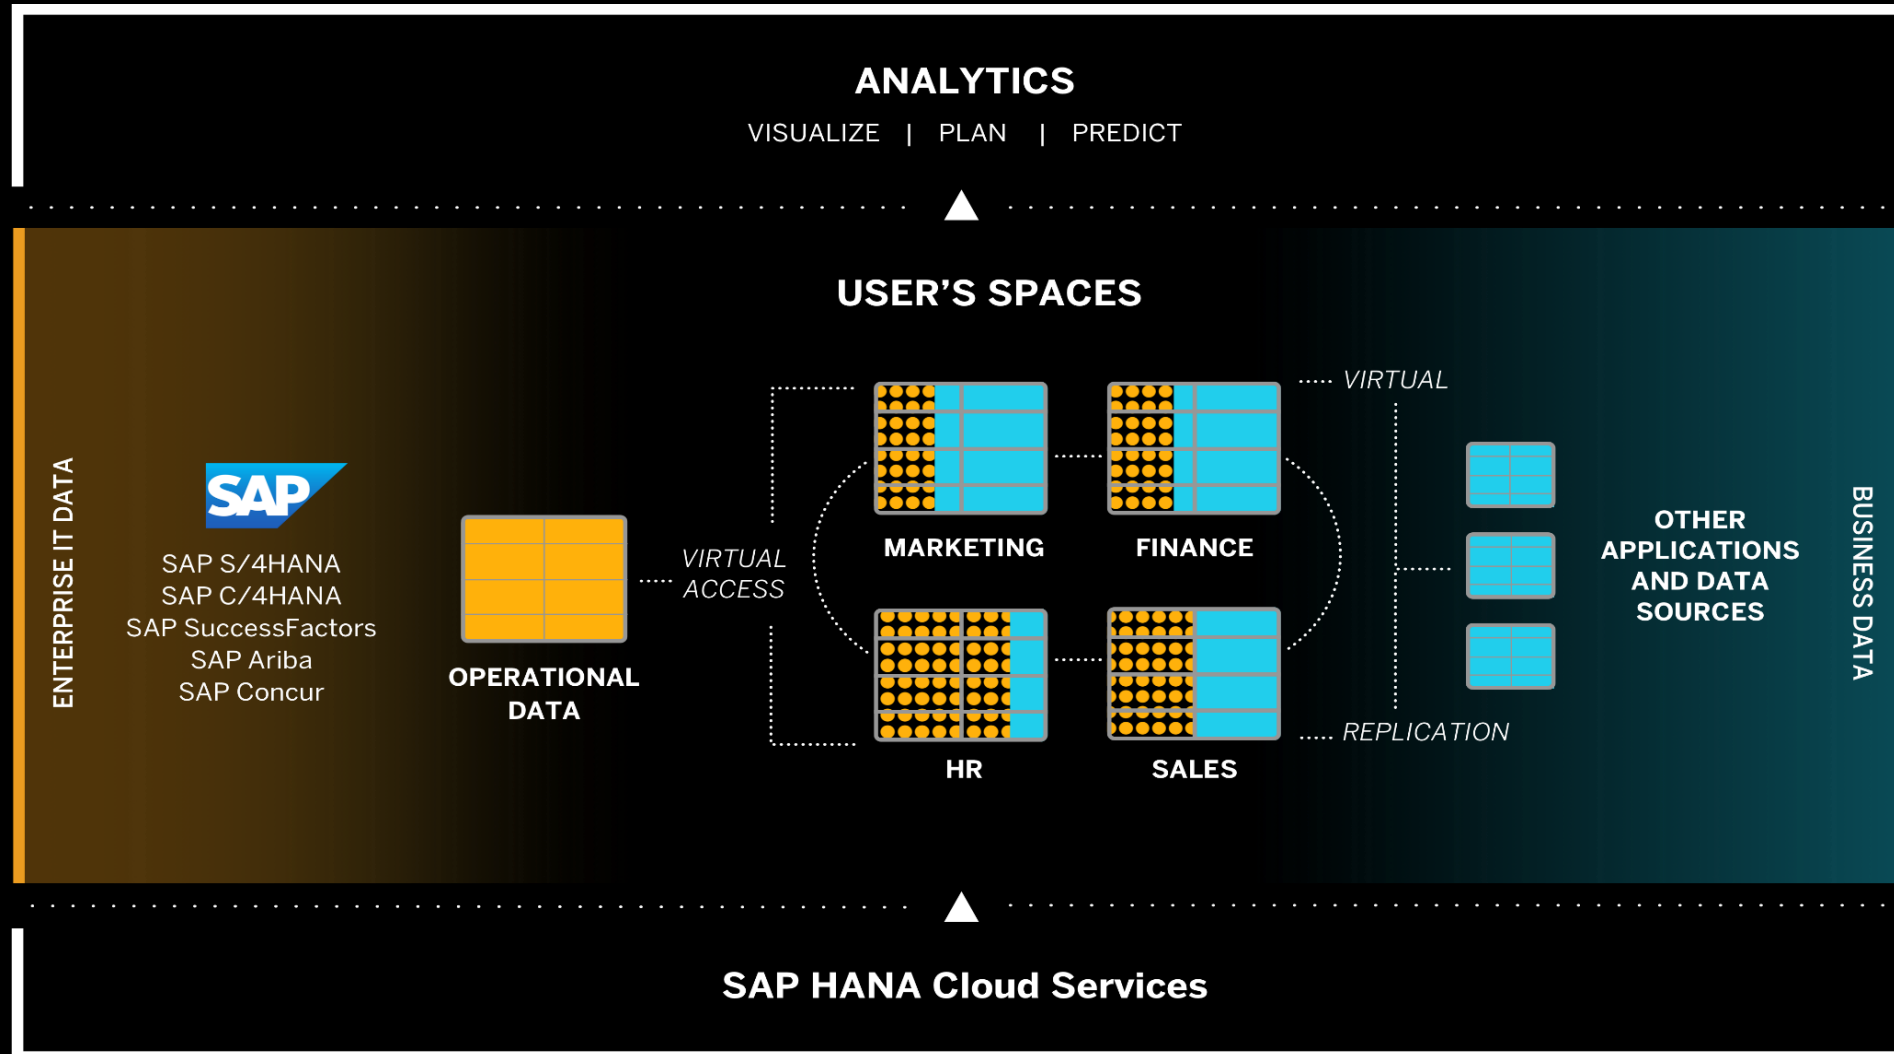 ANALYTICS
VISUALIZE | PLAN | PREDICT
USER'S SPACES
ENTERPRISE IT DATA
SAP
SAP S/4HANA
SAP C/4HANA
SAP SuccessFactors
SAP Ariba
SAP Concur
OPERATIONAL
DATA
VIRTUAL
ACCESS
MARKETING
FINANCE
HR
SALES
VIRTUAL
REPLICATION
OTHER
APPLICATIONS
AND DATA
SOURCES
BUSINESS DATA
SAP HANA Cloud Services